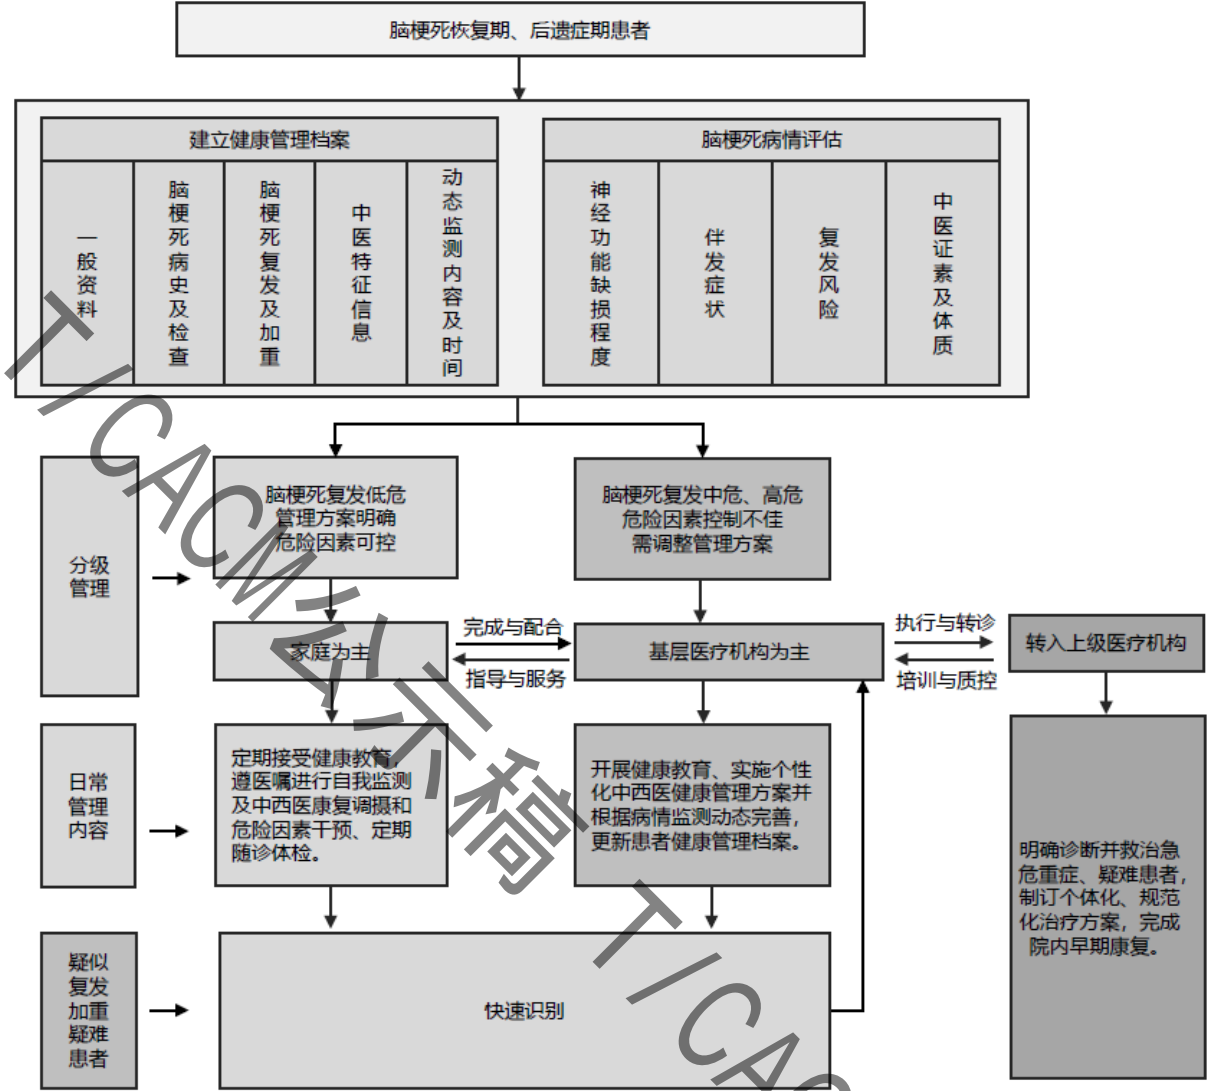 脑梗死恢复期、后遗症期患者
建立健康管理档案
一般资料
脑梗死病史及检查
脑梗死复发及加重
中医特征信息
动态监测内容及时间
脑梗死病情评估
神经功能缺损程度
伴发症状
复发风险
中医证素及体质
分级
管理
脑梗死复发低危
管理方案明确
危险因素可控
脑梗死复发中危、高危
危险因素控制不佳
需调整管理方案
家庭为主
完成与配合
指导与服务
基层医疗机构为主
执行与转诊
培训与质控
转入上级医疗机构
日常
管理
内容
定期接受健康教育，
遵医嘱进行自我监测
及中西医康复调摄和
危险因素干预、定期
随诊体检。
开展健康教育、实施个性
化中西医健康管理方案并
根据病情监测动态完善，
更新患者健康管理档案。
明确诊断并救治急
危重症、疑难患者，
制订个体化、规范
化治疗方案，完成
院内早期康复。
疑似
复发
加重
疑难
患者
快速识别
T/CACM公示稿
T/CAC